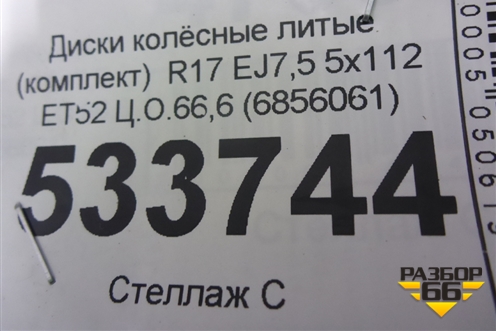 Диски колёсные литые
(комплект) R17 EJ7,5 5x112
ET52 Ц.О.66,6 (6856061)
533744
Стеллаж С
РАЗБОР
66